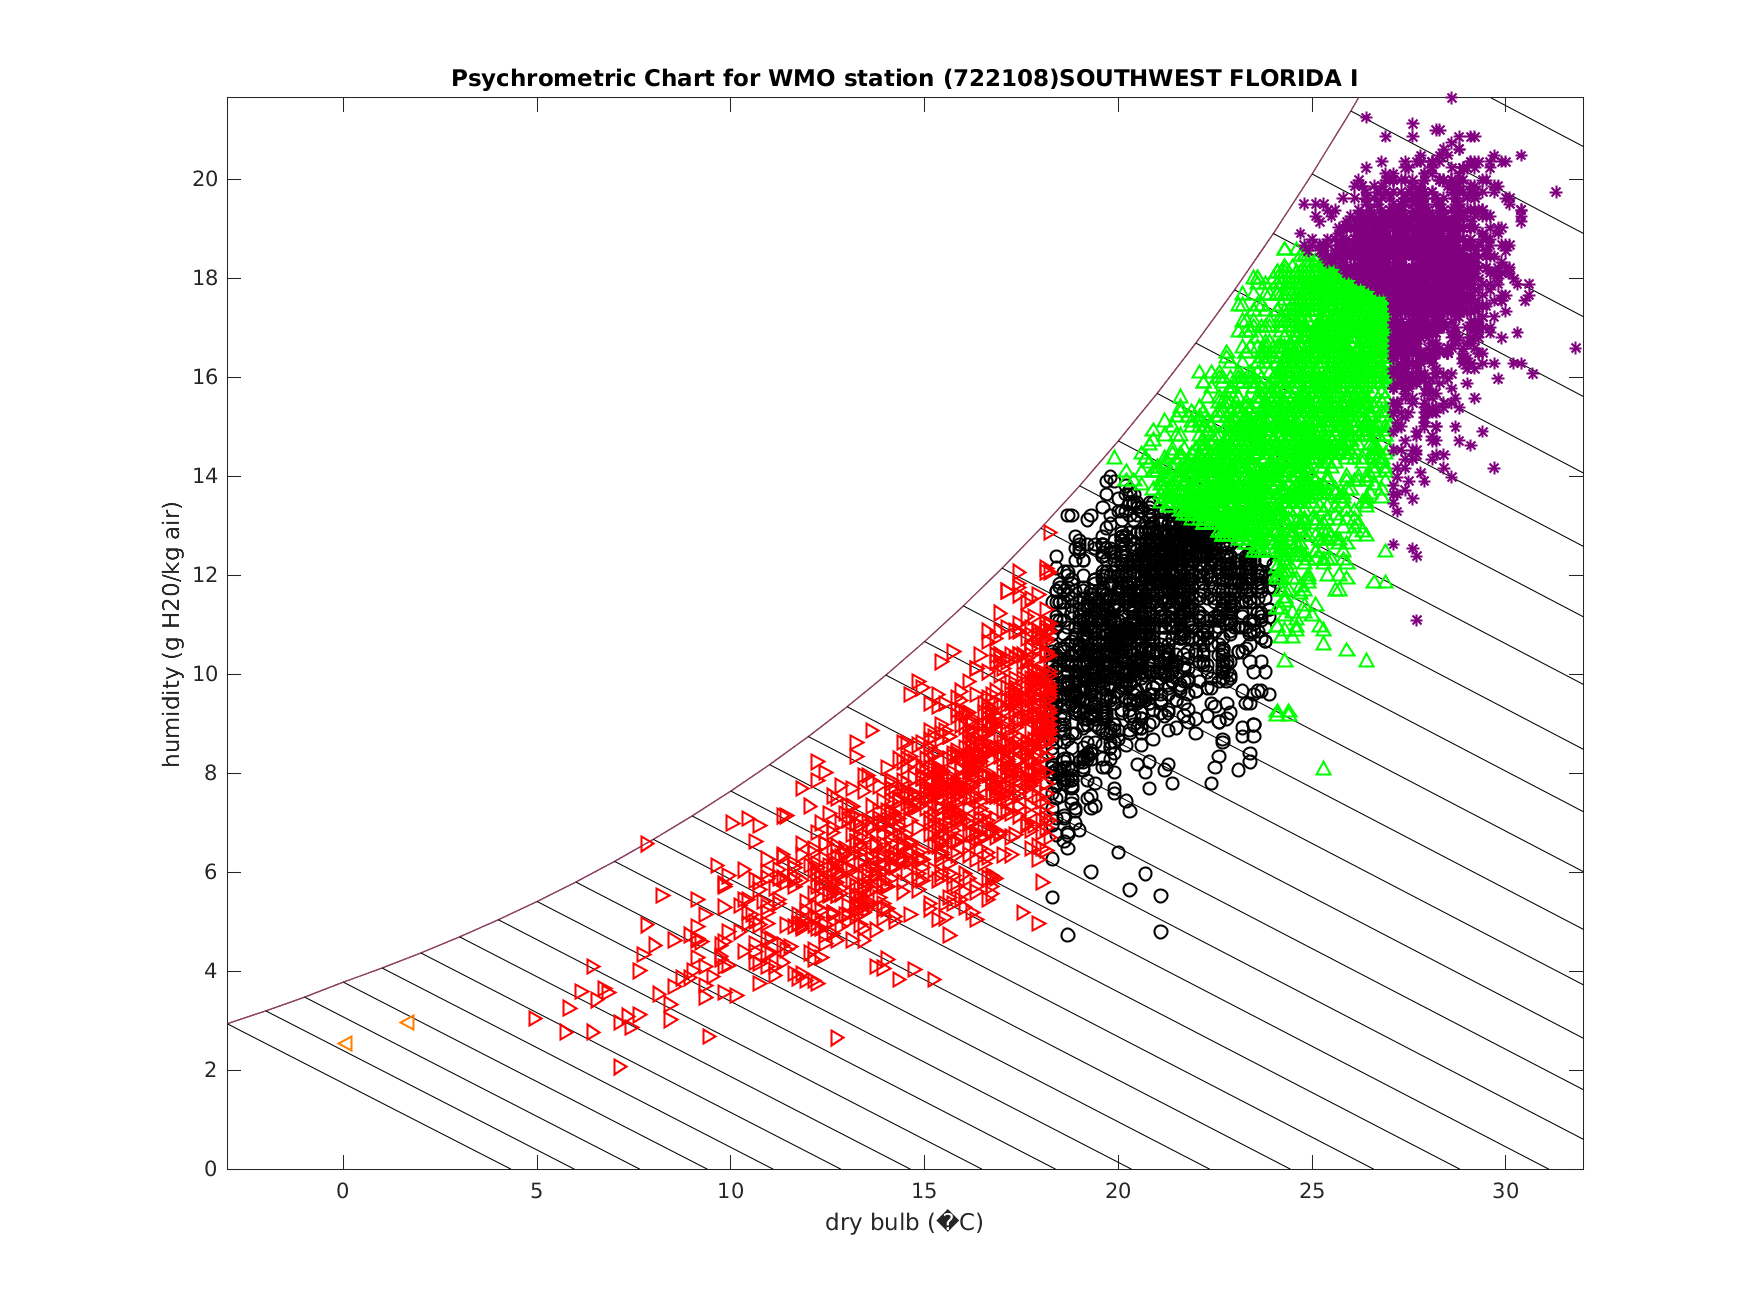 Psychrometric Chart for WMO station (722108)SOUTHWEST FLORIDA I
humidity (g H20/kg air)
20
18
16
14
12
10
8
6
4
2
0
0 5 10 15 20 25 30
dry bulb (�C)